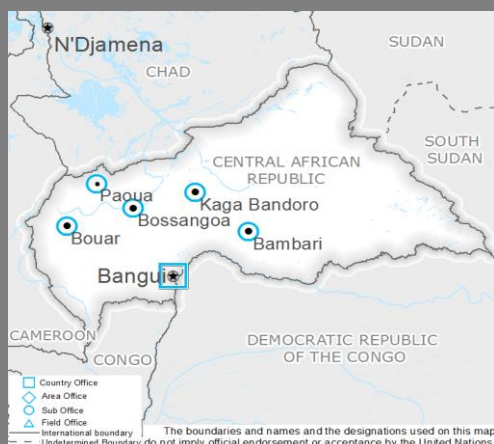 N'Djamena
SUDAN
CHAD
SOUTH
SUDAN
CENTRAL AFRICAN
REPUBLIC
Paoua
Kaga Bandoro
Bossangoa
Bouar
Bambari
Bangui
CAMEROON
DEMOCRATIC REPUBLIC
OF THE CONGO
CONGO
Country Office
Area Office
Sub Office
Field Office
International boundary
The boundaries and names and the designations used on this map
Undetermined Boundary
do not imply official endorsement or acceptance by the United Nations